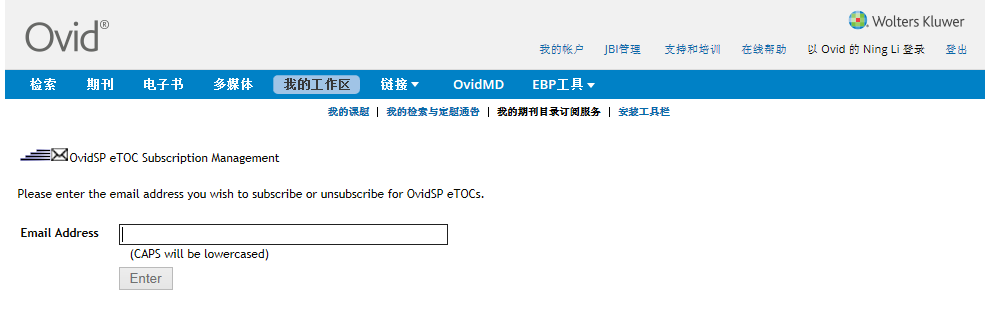 Ovid®
Wolters Kluwer
我的帐户 JBI管理 支持和培训 在线帮助 以 Ovid 的 Ning Li 登录 登出
检索 期刊 电子书 多媒体 我的工作区 链接 OvidMD EBP工具
我的课题 | 我的检索与定题通告 | 我的期刊目录订阅服务 | 安装工具栏
OvidSP eTOC Subscription Management
Please enter the email address you wish to subscribe or unsubscribe for OvidSP eTOCs.
Email Address
(CAPS will be lowercased)
Enter